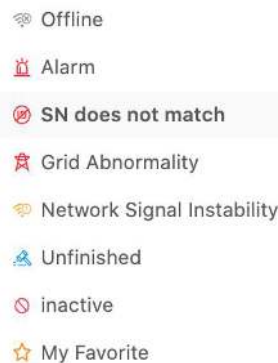 Offline
Alarm
SN does not match
Grid Abnormality
Network Signal Instability
Unfinished
inactive
My Favorite